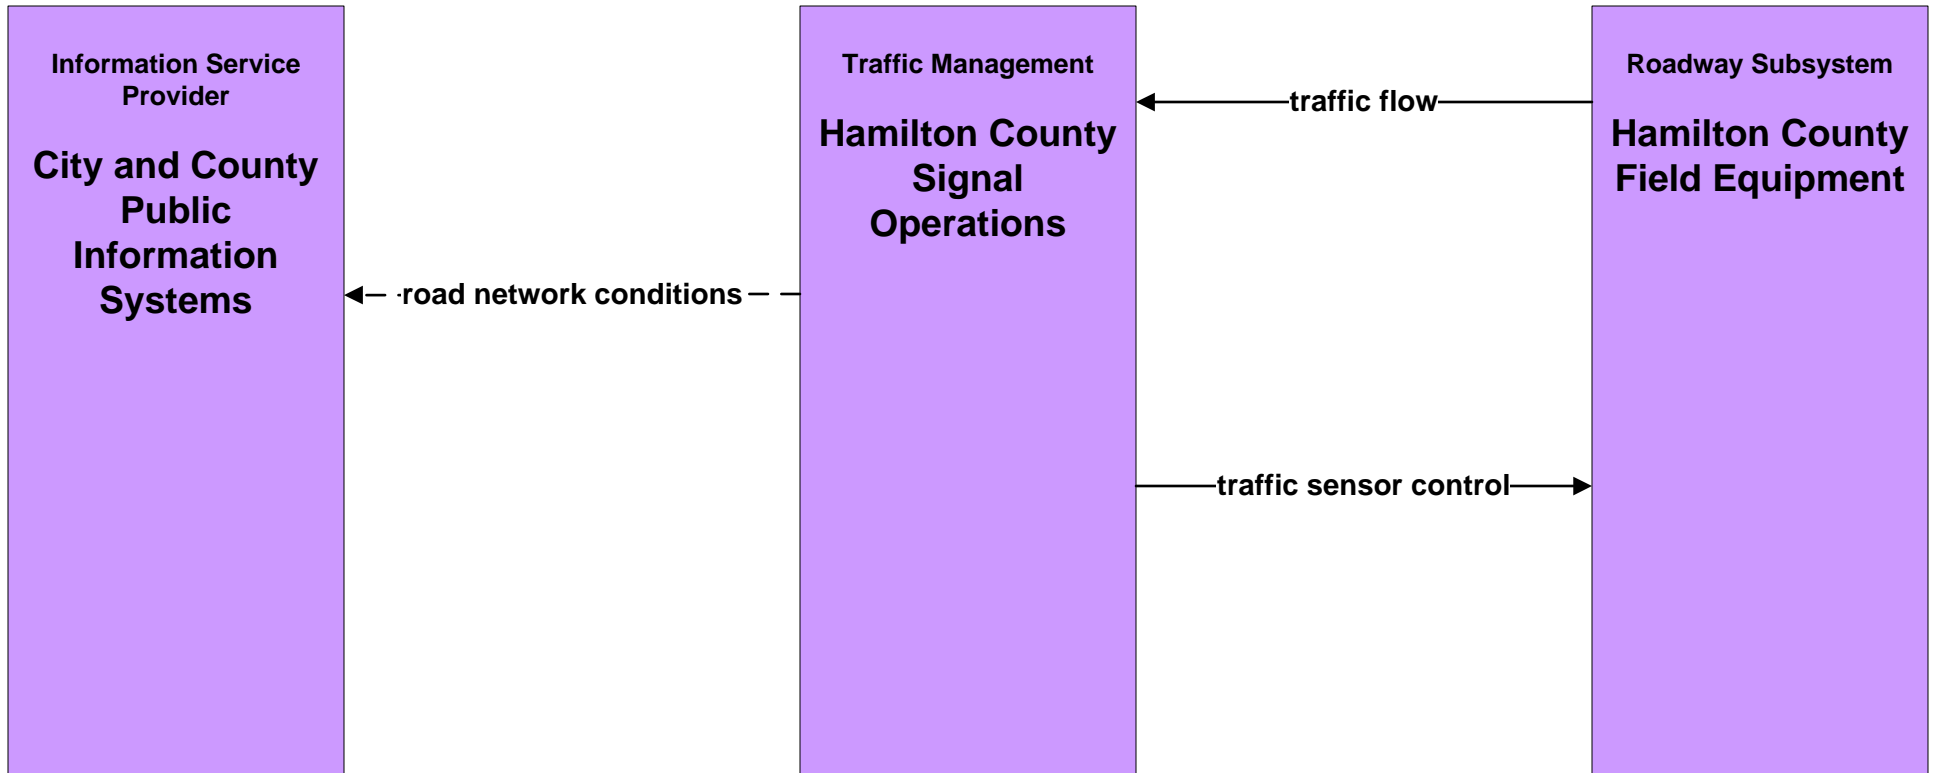 Information Service
Provider
City and County
Public
Information
Systems
Traffic Management
Hamilton County
Signal
Operations
Roadway Subsystem
Hamilton County
Field Equipment
traffic flow
road network conditions
traffic sensor control